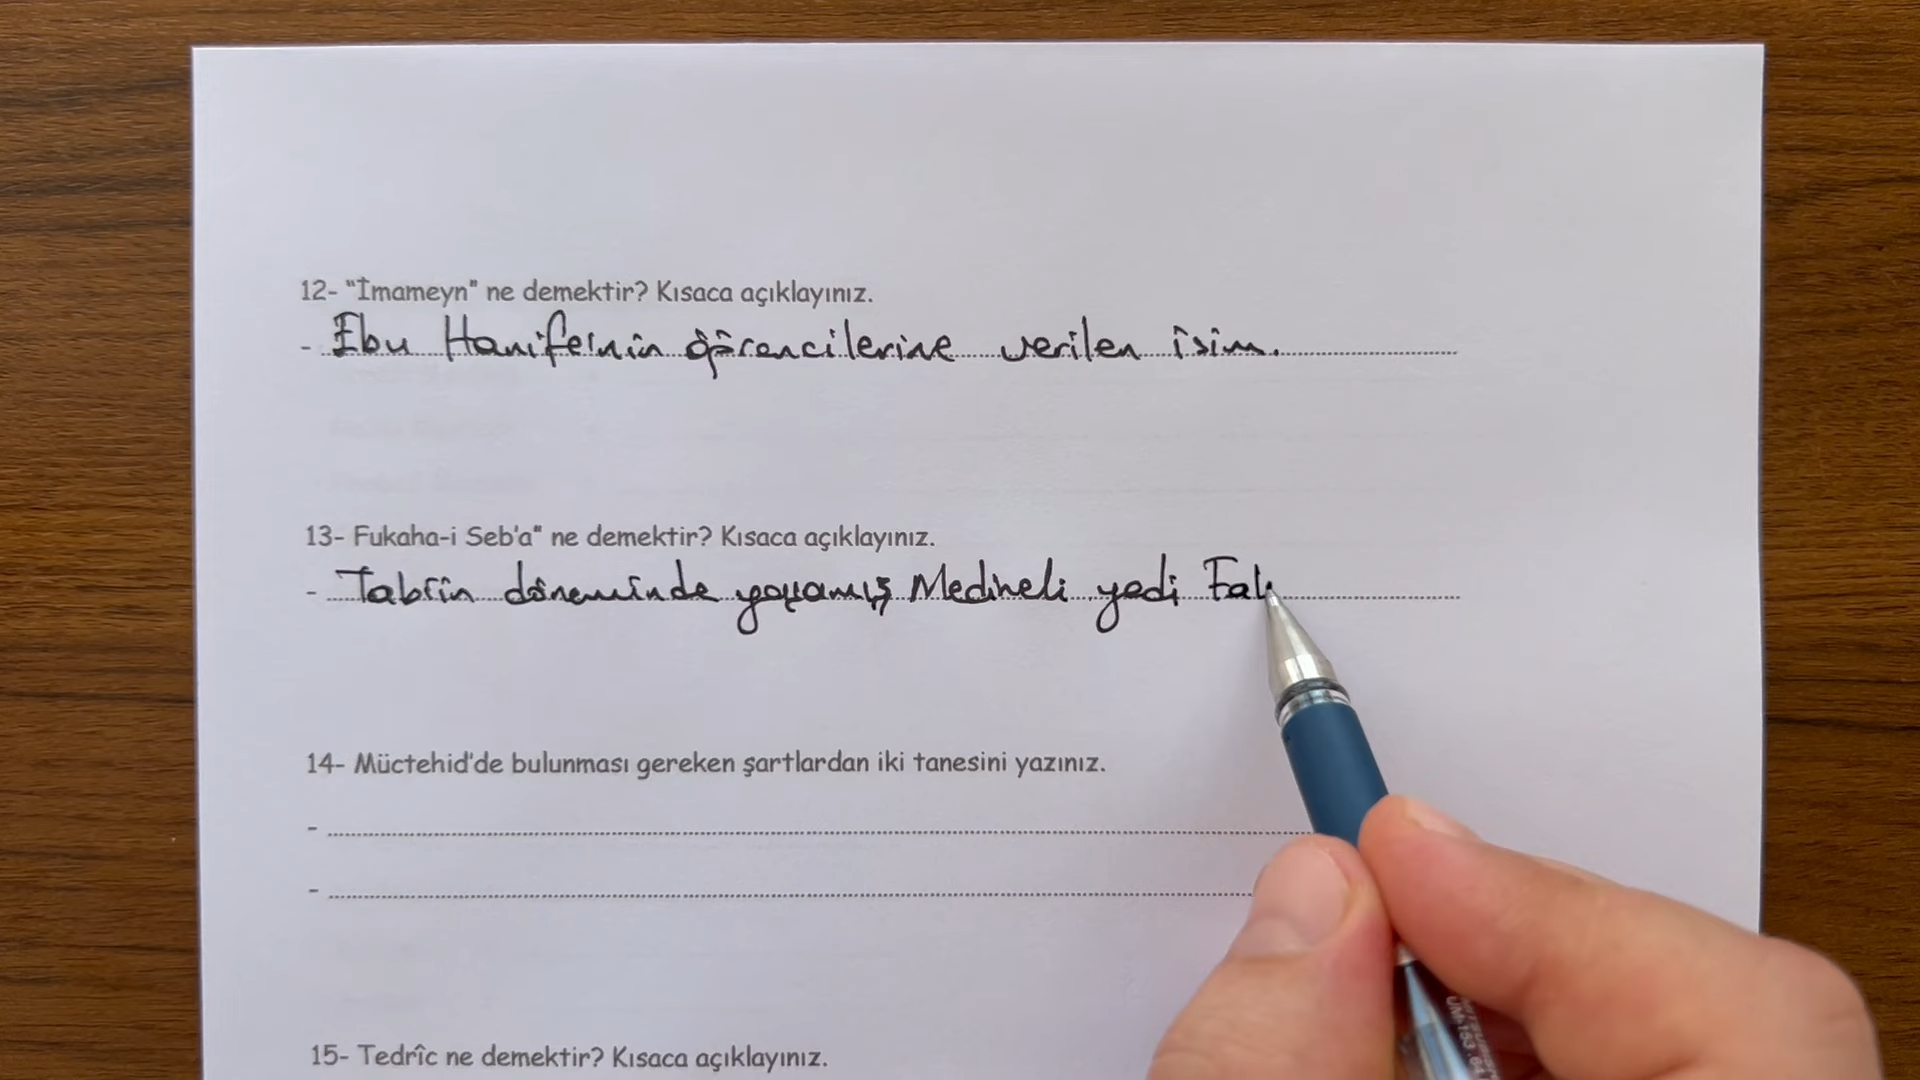 12- "İmameyn" ne demektir? Kısaca açıklayınız.
- Ebu Hanife'nin öğrencilerine verilen isim.
13- Fukaha-i Seb'a" ne demektir? Kısaca açıklayınız.
- Tabiin döneminde yaşamış Medineli yedi Fak
14- Müctehid'de bulunması gereken şartlardan iki tanesini yazınız.
-
-
15- Tedrîc ne demektir? Kısaca açıklayınız.